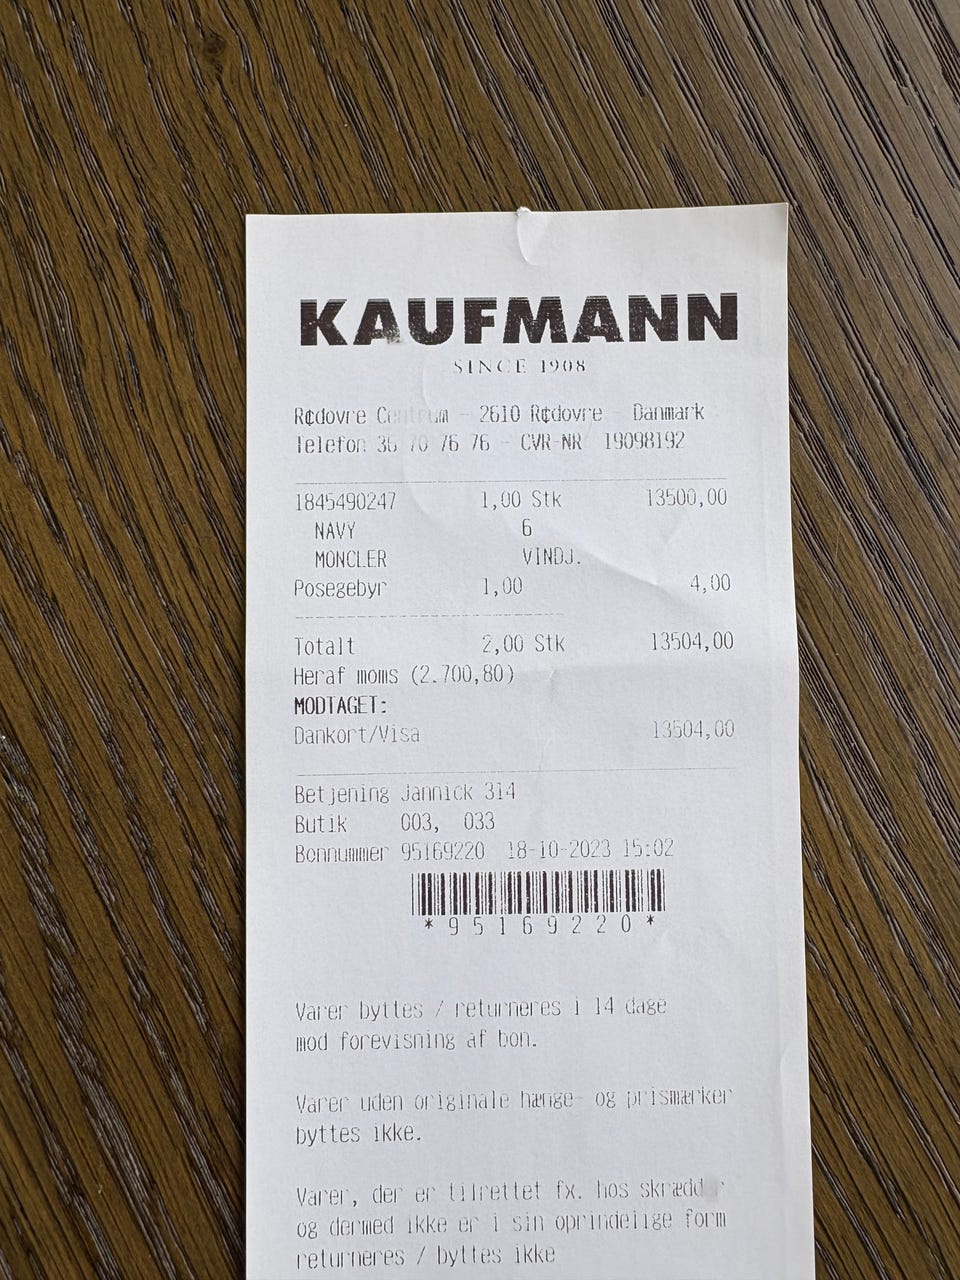 KAUFMANN
SINCE 1908
R¢dovre Centrum - 2610 R¢dovre - Danmark
Telefon 36 70 76 76 - CVR-NR 19098192
1845490247 1,00 Stk 13500,00
NAVY 6
MONCLER VINDJ.
Posegebyr 1,00 4,00
Totalt 2,00 Stk 13504,00
Heraf moms (2.700,80)
MODTAGET:
Dankort/Visa 13504,00
Betjening Jannick 314
Butik 003, 033
Bonnummer 95169220 18-10-2023 15:02
*95169220*
Varer byttes / returneres i 14 dage
mod forevisning af bon.
Varer uden originale hænge- og prismærker
byttes ikke.
Varer, der er tilrettet fx. hos skrædder
og dermed ikke er i sin oprindelige form
returneres / byttes ikke